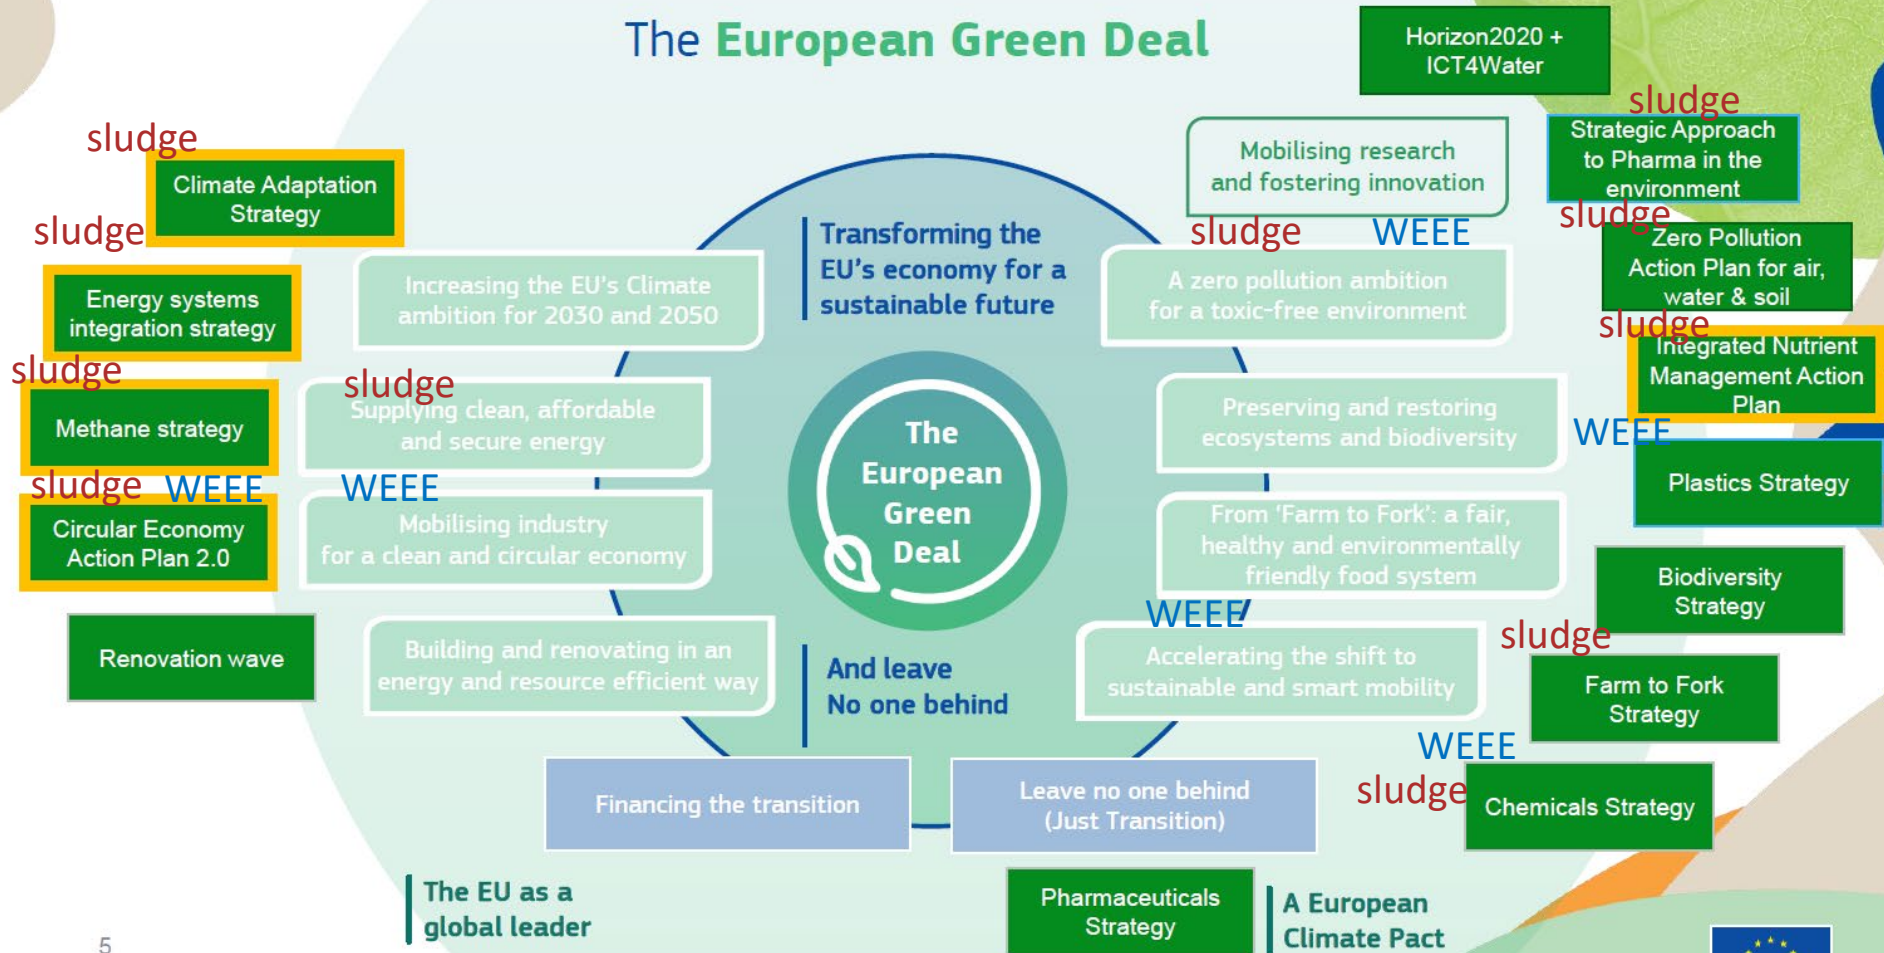 The European Green Deal
Horizon2020 +
ICT4Water
sludge
Strategic Approach
to Pharma in the
environment
sludge
Climate Adaptation
Strategy
Mobilising research
and fostering innovation
sludge
Zero Pollution
Action Plan for air,
water & soil
sludge
Energy systems
integration strategy
Increasing the EU's Climate
ambition for 2030 and 2050
Transforming the
EU's economy for a
sustainable future
sludge WEEE
A zero pollution ambition
for a toxic-free environment
sludge
Integrated Nutrient
Management Action
Plan
sludge
Methane strategy
sludge
Supplying clean, affordable
and secure energy
The
European
Green
Deal
Preserving and restoring
ecosystems and biodiversity
WEEE
Plastics Strategy
sludge WEEE
Circular Economy
Action Plan 2.0
WEEE
Mobilising industry
for a clean and circular economy
From 'Farm to Fork': a fair,
healthy and environmentally
friendly food system
Biodiversity
Strategy
Renovation wave
Building and renovating in an
energy and resource efficient way
And leave
No one behind
WEEE
Accelerating the shift to
sustainable and smart mobility
sludge
Farm to Fork
Strategy
Financing the transition
Leave no one behind
(Just Transition)
WEEE
sludge
Chemicals Strategy
The EU as a
global leader
Pharmaceuticals
Strategy
A European
Climate Pact
5